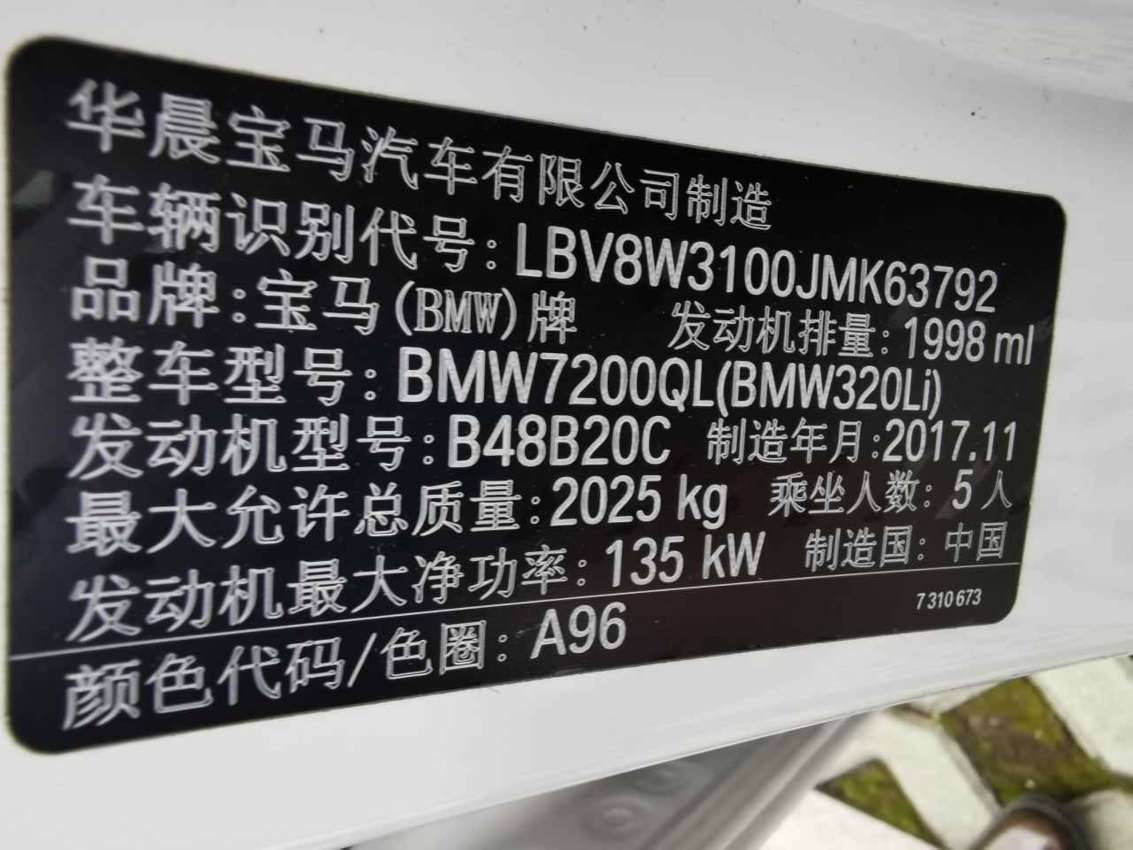 华晨宝马汽车有限公司制造
车辆识别代号:LBV8W3100JMK63792
品牌:宝马(BMW)牌 发动机排量:1998 ml
整车型号:BMW7200QL(BMW320Li)
发动机型号:B48B20C 制造年月:2017.11
最大允许总质量:2025 kg 乘坐人数:5人
发动机最大净功率:135 kW 制造国:中国
7 310 673
颜色代码/色圈:A96